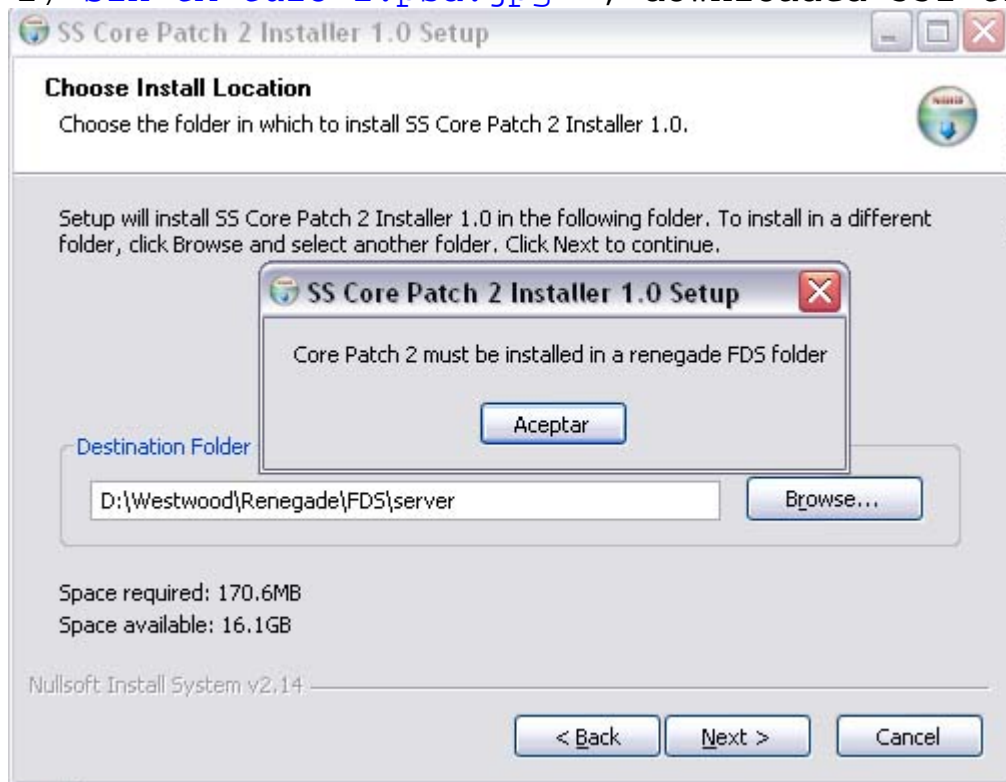 SS Core Patch 2 Installer 1.0 Setup
Choose Install Location
Choose the folder in which to install SS Core Patch 2 Installer 1.0.
Setup will install SS Core Patch 2 Installer 1.0 in the following folder. To install in a different
folder, click Browse and select another folder. Click Next to continue.
SS Core Patch 2 Installer 1.0 Setup
Core Patch 2 must be installed in a renegade FDS folder
Aceptar
Destination Folder
D:\Westwood\Renegade\FDS\server
Browse...
Space required: 170.6MB
Space available: 16.1GB
Nullsoft Install System v2.14
< Back
Next >
Cancel